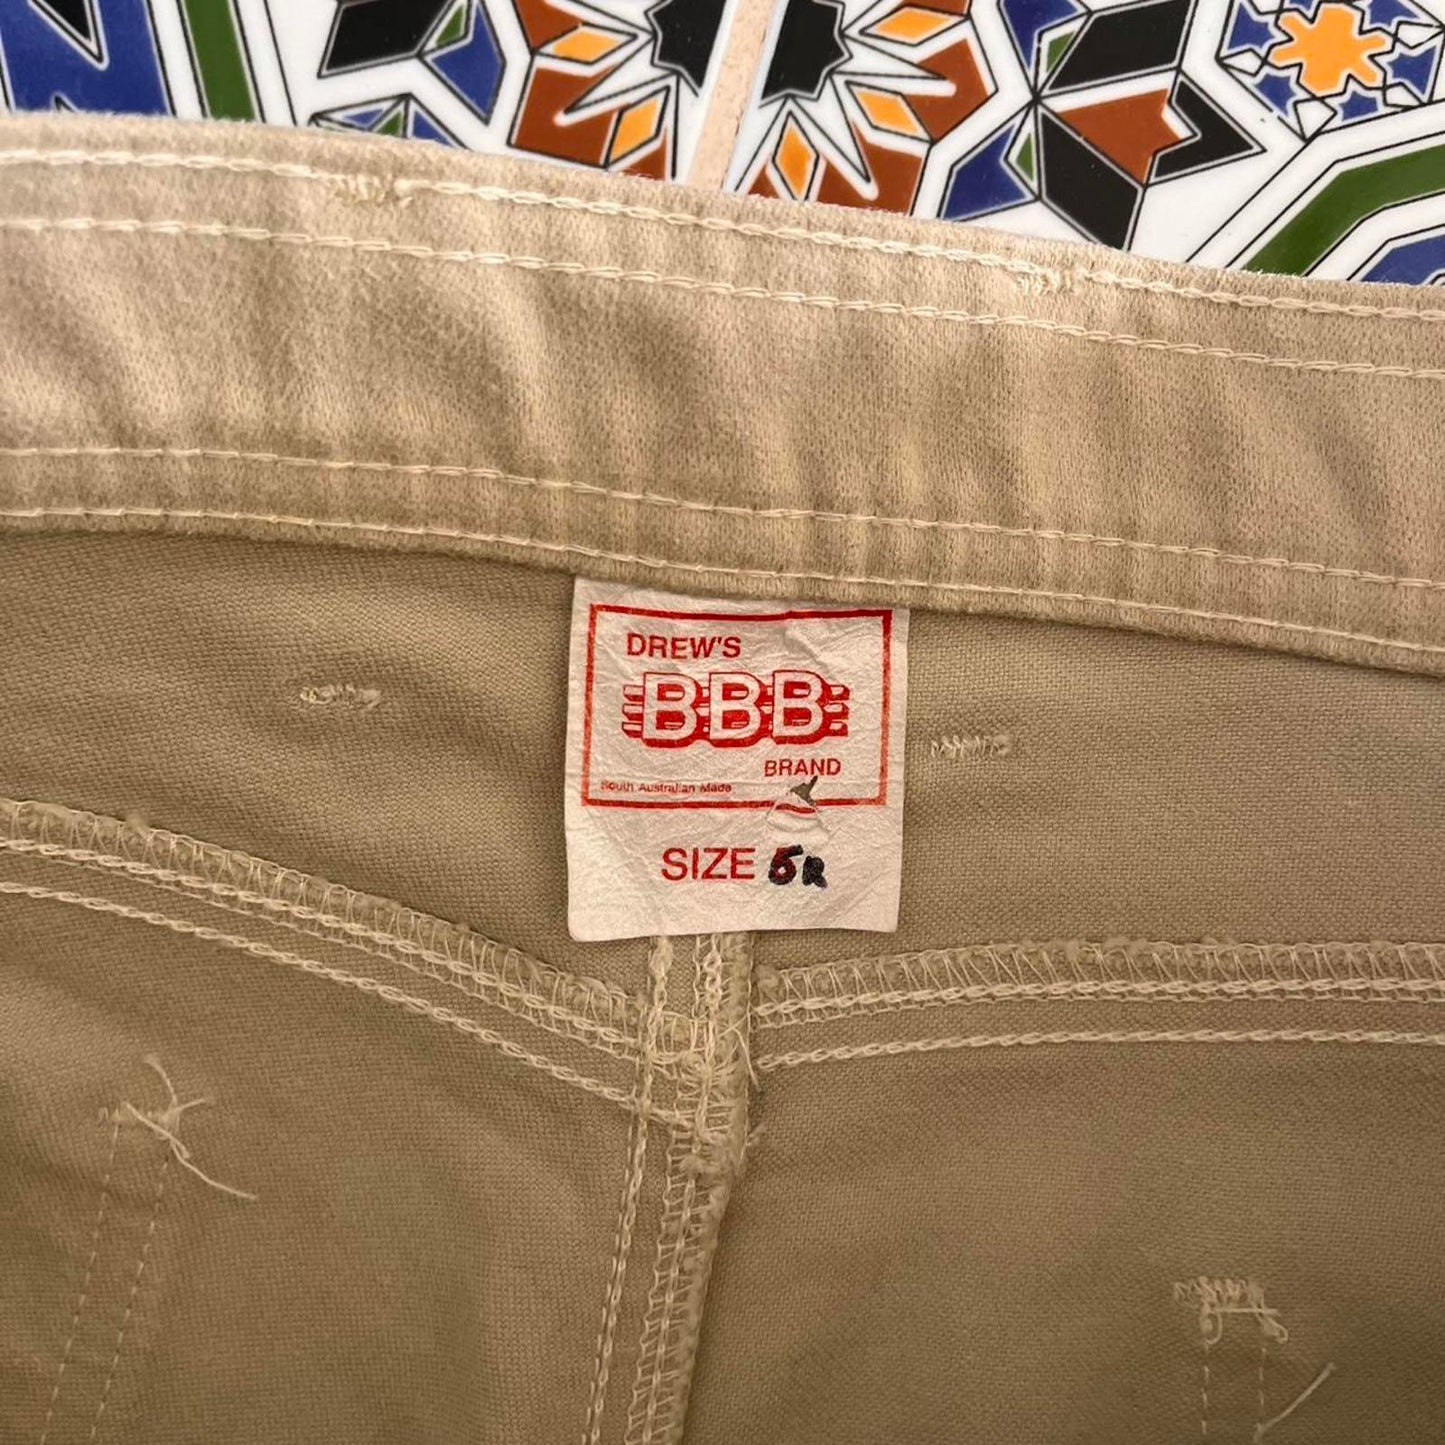 DREW'S
BBB
BRAND
South Australian Made
SIZE 5R